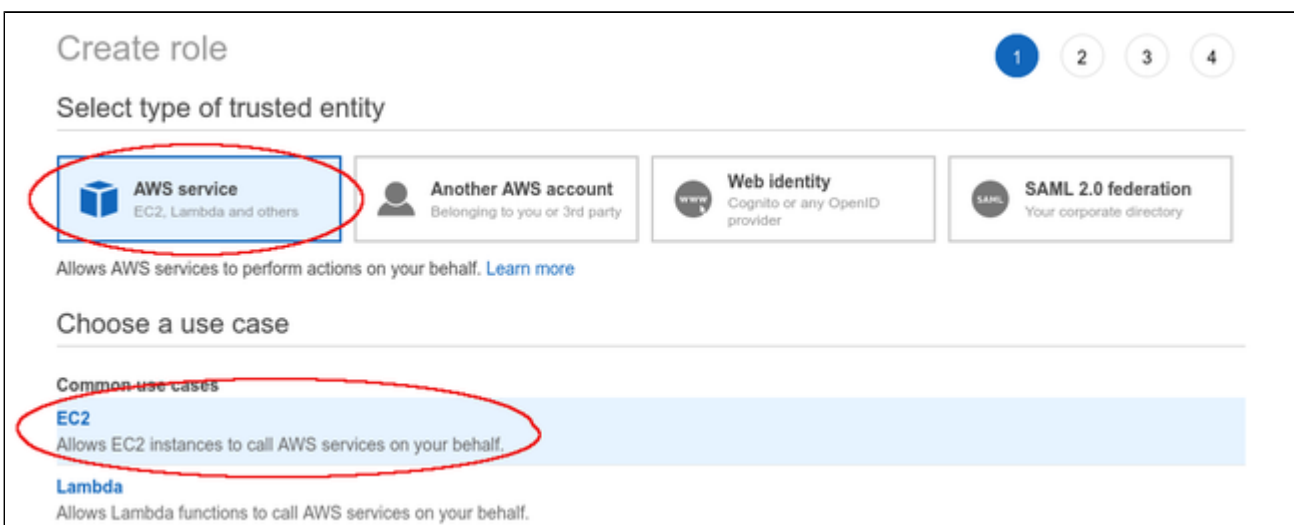 Create role
1 2 3 4
Select type of trusted entity
AWS service
EC2, Lambda and others
Another AWS account
Belonging to you or 3rd party
www
Web identity
Cognito or any OpenID
provider
SAML
SAML 2.0 federation
Your corporate directory
Allows AWS services to perform actions on your behalf. Learn more
Choose a use case
Common use cases
EC2
Allows EC2 instances to call AWS services on your behalf.
Lambda
Allows Lambda functions to call AWS services on your behalf.